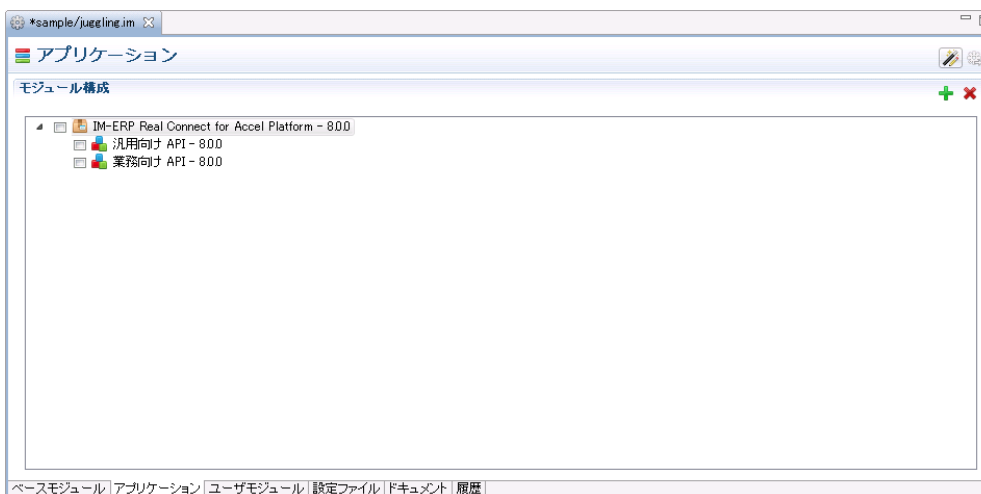 *sample/juggling.im
アプリケーション
モジュール構成
IM-ERP Real Connect for Accel Platform - 8.0.0
汎用向け API - 8.0.0
業務向け API - 8.0.0
ベースモジュール アプリケーション ユーザモジュール 設定ファイル ドキュメント 履歴